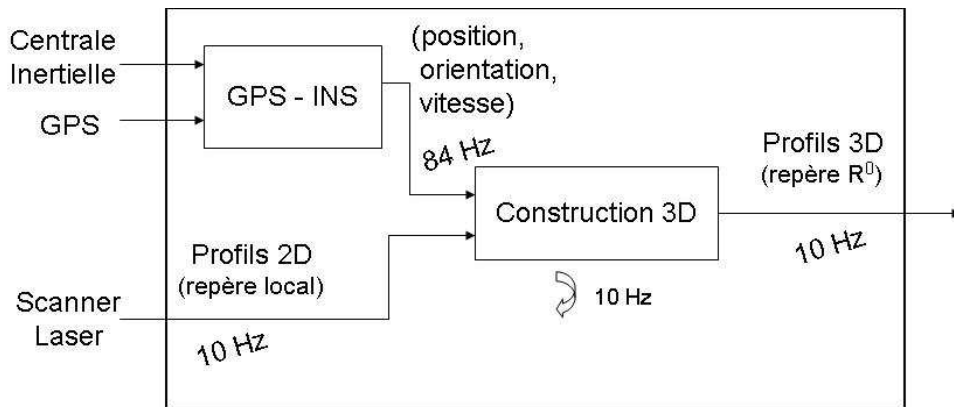 Centrale
Inertielle
GPS
GPS - INS
(position,
orientation,
vitesse)
84 Hz
Profils 3D
(repère R⁰)
Construction 3D
10 Hz
Profils 2D
(repère local)
10 Hz
Scanner
Laser
10 Hz